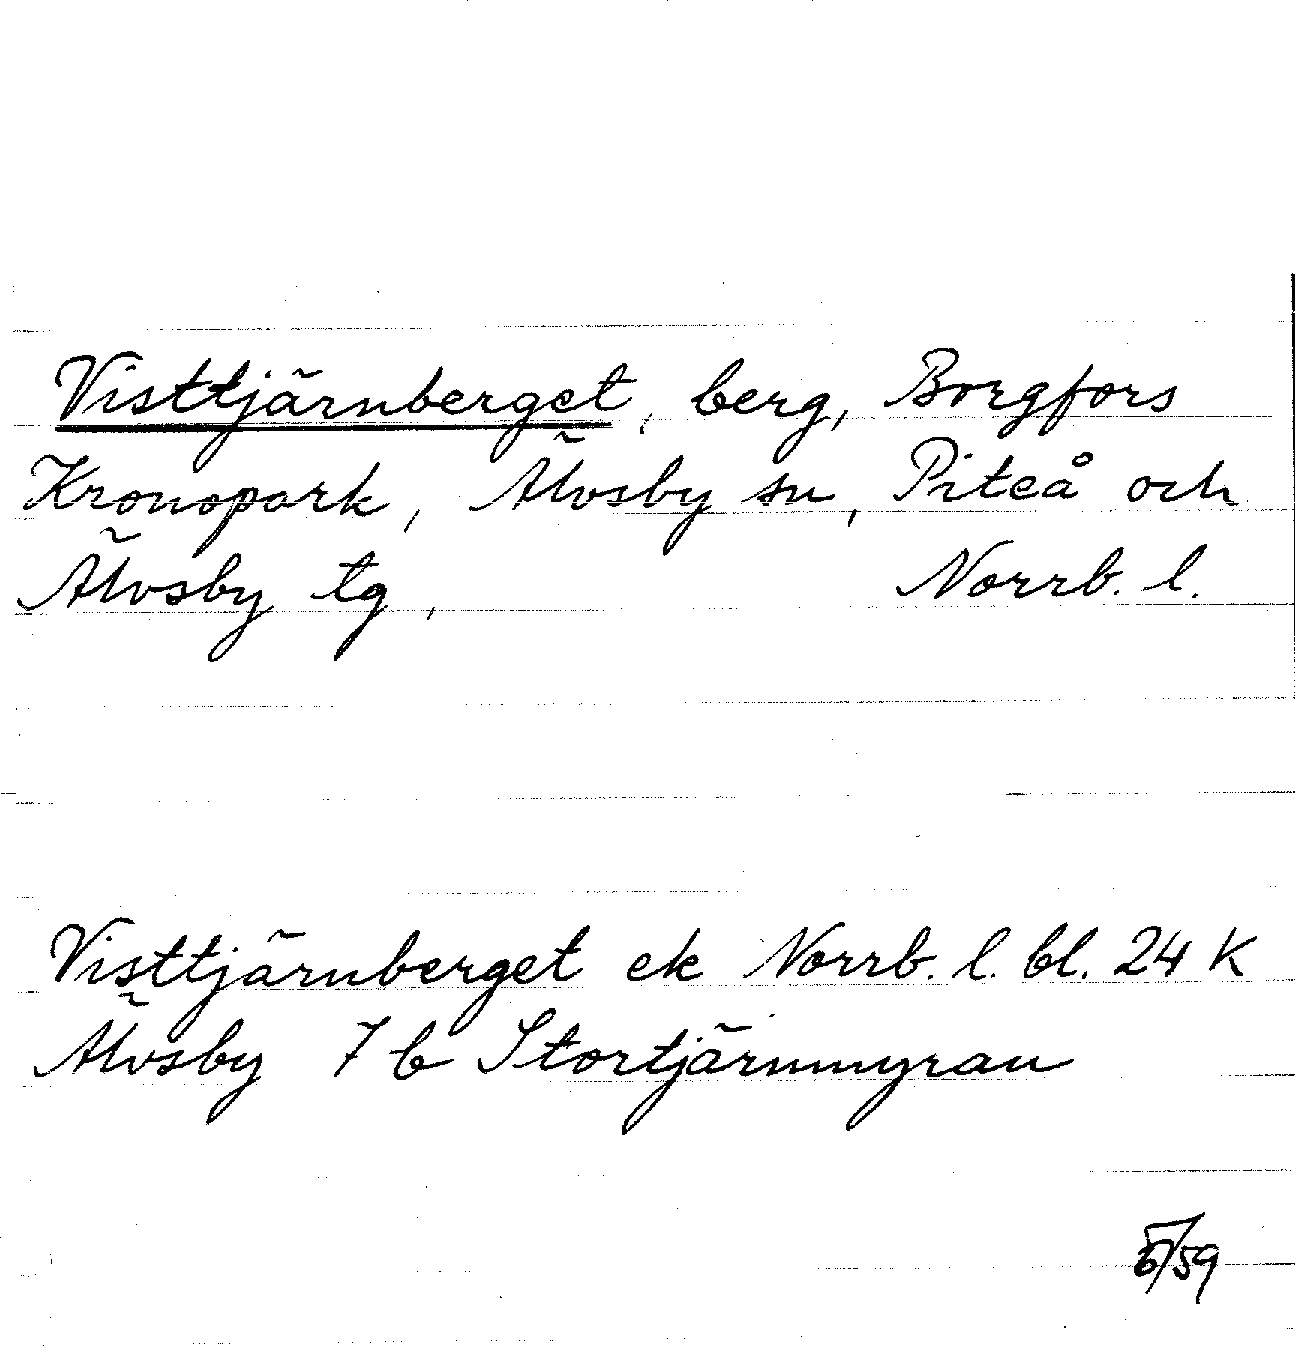 Visttjärnberget, berg, Borgfors
Kronopark, Älvsby sn, Piteå och
Älvsby tg, Norrb. l.
Visttjärnberget ek Norrb. l. bl. 24 K
Älvsby 7 b Stortjärnmyran
/59